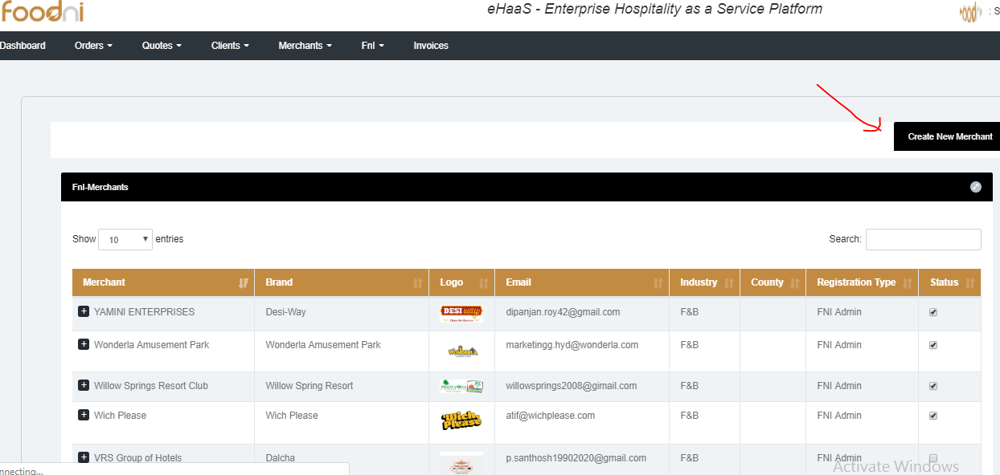 foodni
eHaaS - Enterprise Hospitality as a Service Platform
: S
Dashboard Orders Quotes Clients Merchants FnI Invoices
Create New Merchant
FnI-Merchants
Show 10 entries Search:
Merchant Brand Logo Email Industry County Registration Type Status
YAMINI ENTERPRISES Desi-Way DESI way dipanjan.roy42@gmail.com F&B FNI Admin
Wonderla Amusement Park Wonderla Amusement Park Wonderla marketingg.hyd@wonderla.com F&B FNI Admin
Willow Springs Resort Club Willow Spring Resort willowsprings2008@gimail.com F&B FNI Admin
Wich Please Wich Please Wich Please atif@wichplease.com F&B FNI Admin
VRS Group of Hotels Dalcha p.santhosh19902020@gmail.com F&B FNI Admin
nnecting...
Activate Windows